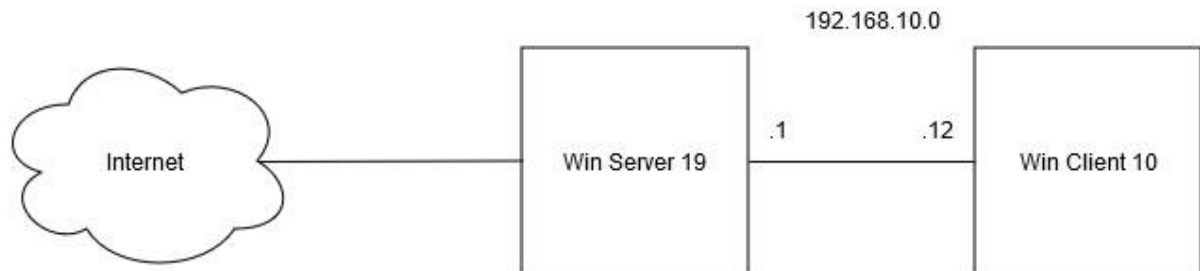 192.168.10.0
.1
.12
Internet
Win Server 19
Win Client 10